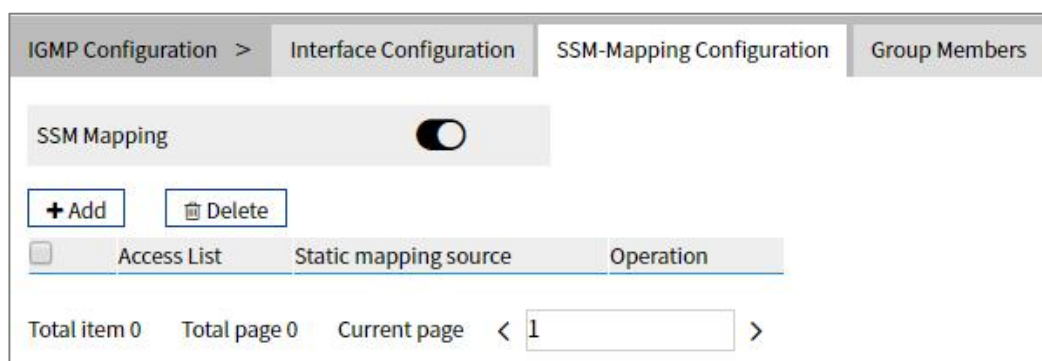 IGMP Configuration > Interface Configuration SSM-Mapping Configuration Group Members
SSM Mapping
+ Add Delete
Access List Static mapping source Operation
Total item 0 Total page 0 Current page < 1 >